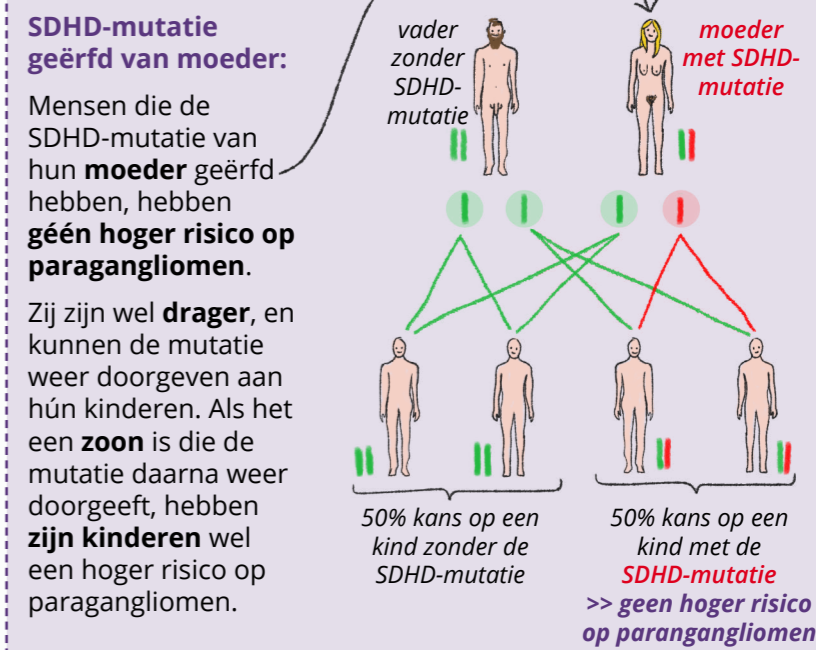 SDHD-mutatie
geërfd van moeder:
Mensen die de
SDHD-mutatie van
hun moeder geërfd
hebben, hebben
géén hoger risico op
paragangliomen.
Zij zijn wel drager, en
kunnen de mutatie
weer doorgeven aan
hún kinderen. Als het
een zoon is die de
mutatie daarna weer
doorgeeft, hebben
zijn kinderen wel
een hoger risico op
paragangliomen.
vader
zonder
SDHD-
mutatie
moeder
met SDHD-
mutatie
50% kans op een
kind zonder de
SDHD-mutatie
50% kans op een
kind met de
SDHD-mutatie
>> geen hoger risico
op parangangliomen